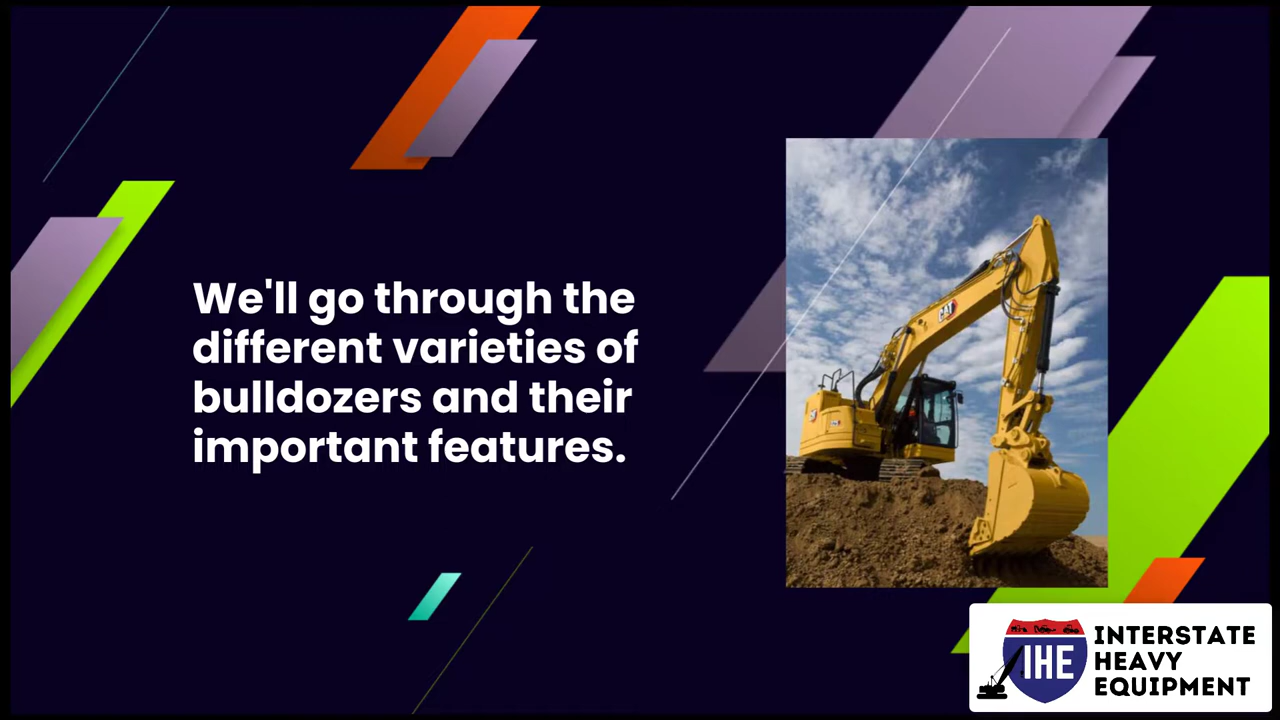 We'll go through the
different varieties of
bulldozers and their
important features.
CAT
IHE
INTERSTATE
HEAVY
EQUIPMENT